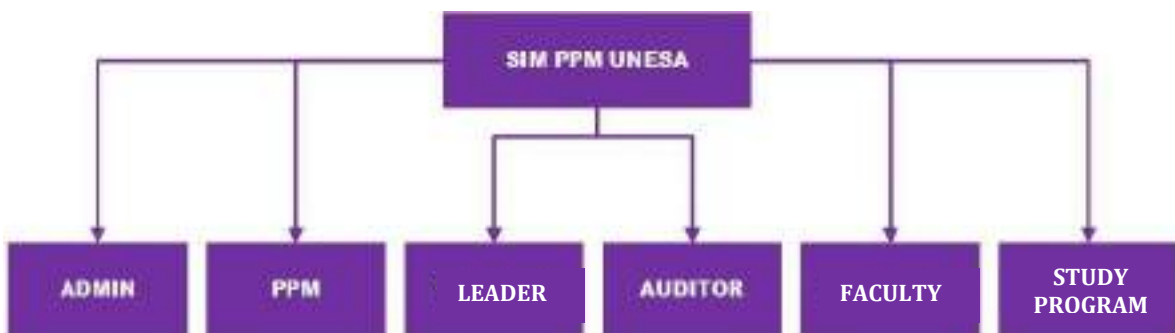 SIM PPM UNESA
ADMIN
PPM
LEADER
AUDITOR
FACULTY
STUDY
PROGRAM